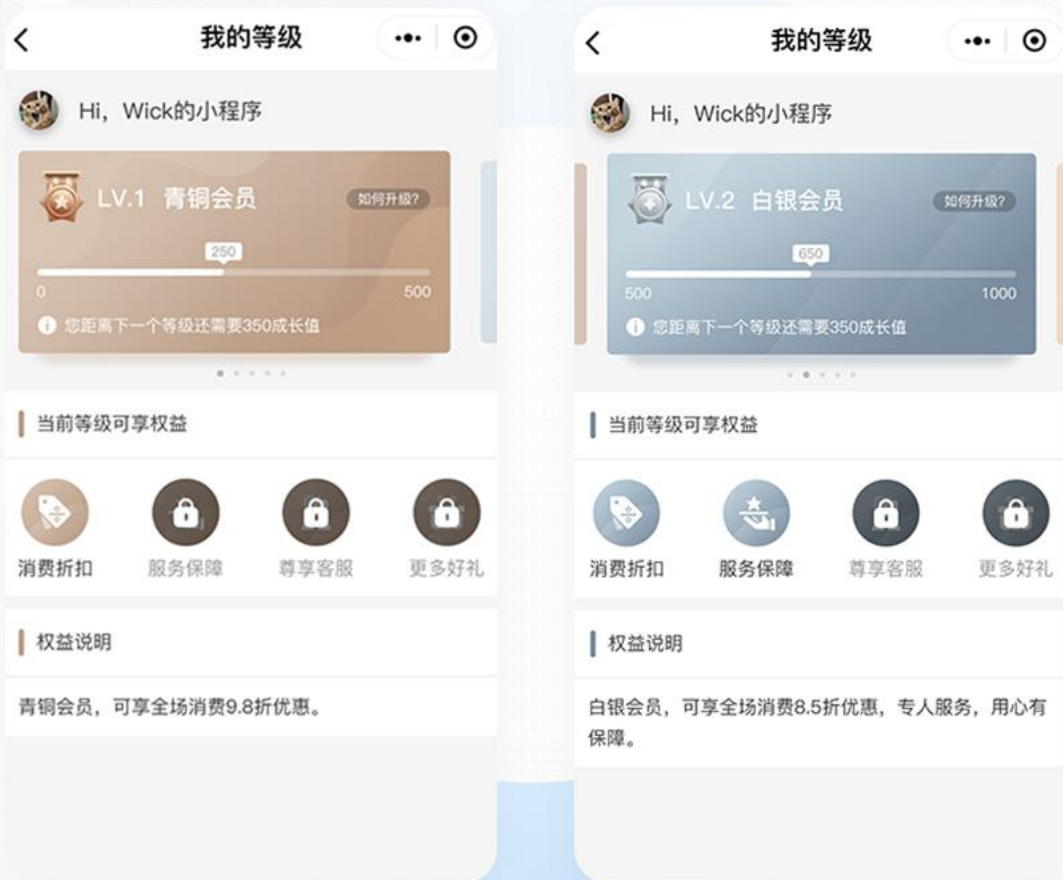 我的等级
Hi，Wick的小程序
LV.1 青铜会员
如何升级?
250
0
500
您距离下一个等级还需要350成长值
当前等级可享权益
消费折扣
服务保障
尊享客服
更多好礼
权益说明
青铜会员，可享全场消费9.8折优惠。
我的等级
Hi，Wick的小程序
LV.2 白银会员
如何升级?
650
500
1000
您距离下一个等级还需要350成长值
当前等级可享权益
消费折扣
服务保障
尊享客服
更多好礼
权益说明
白银会员，可享全场消费8.5折优惠，专人服务，用心有
保障。